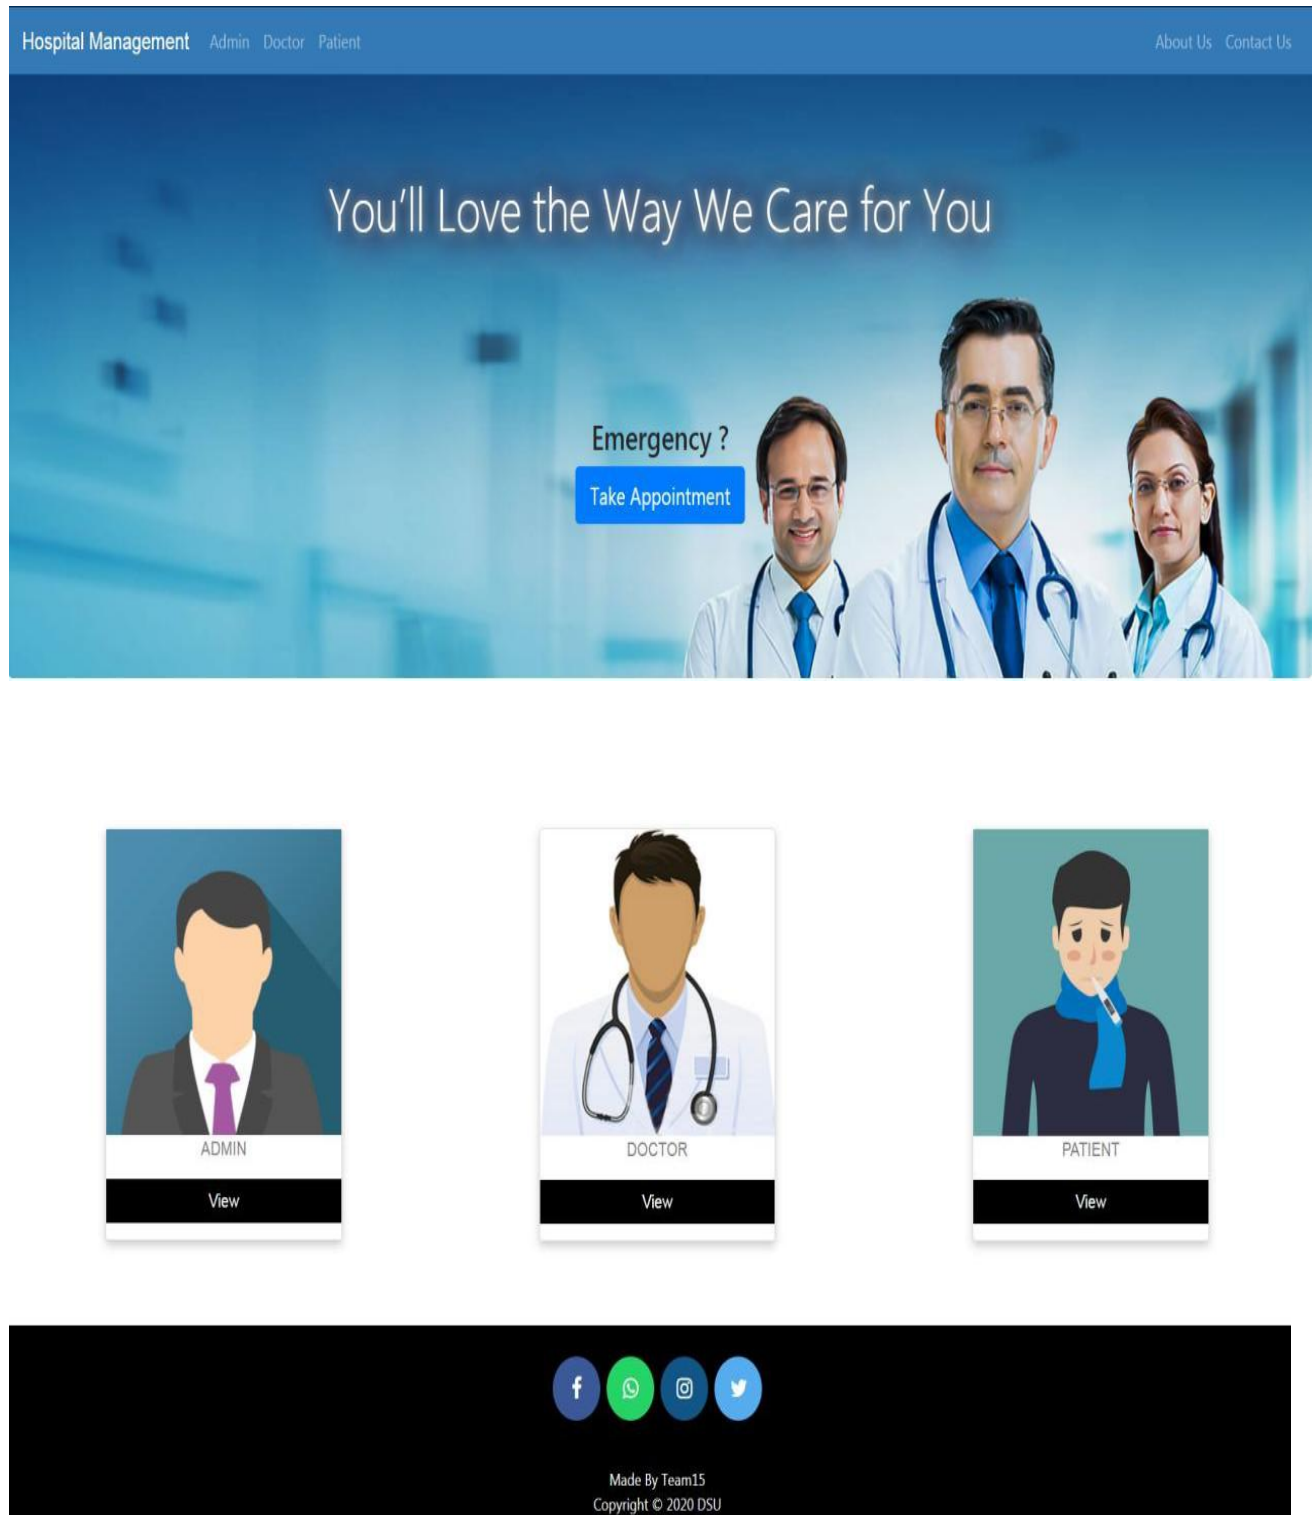 Hospital Management Admin Doctor Patient About Us Contact Us
You’ll Love the Way We Care for You
Emergency ?
Take Appointment
ADMIN
View
DOCTOR
View
PATIENT
View
Made By Team15
Copyright © 2020 DSU